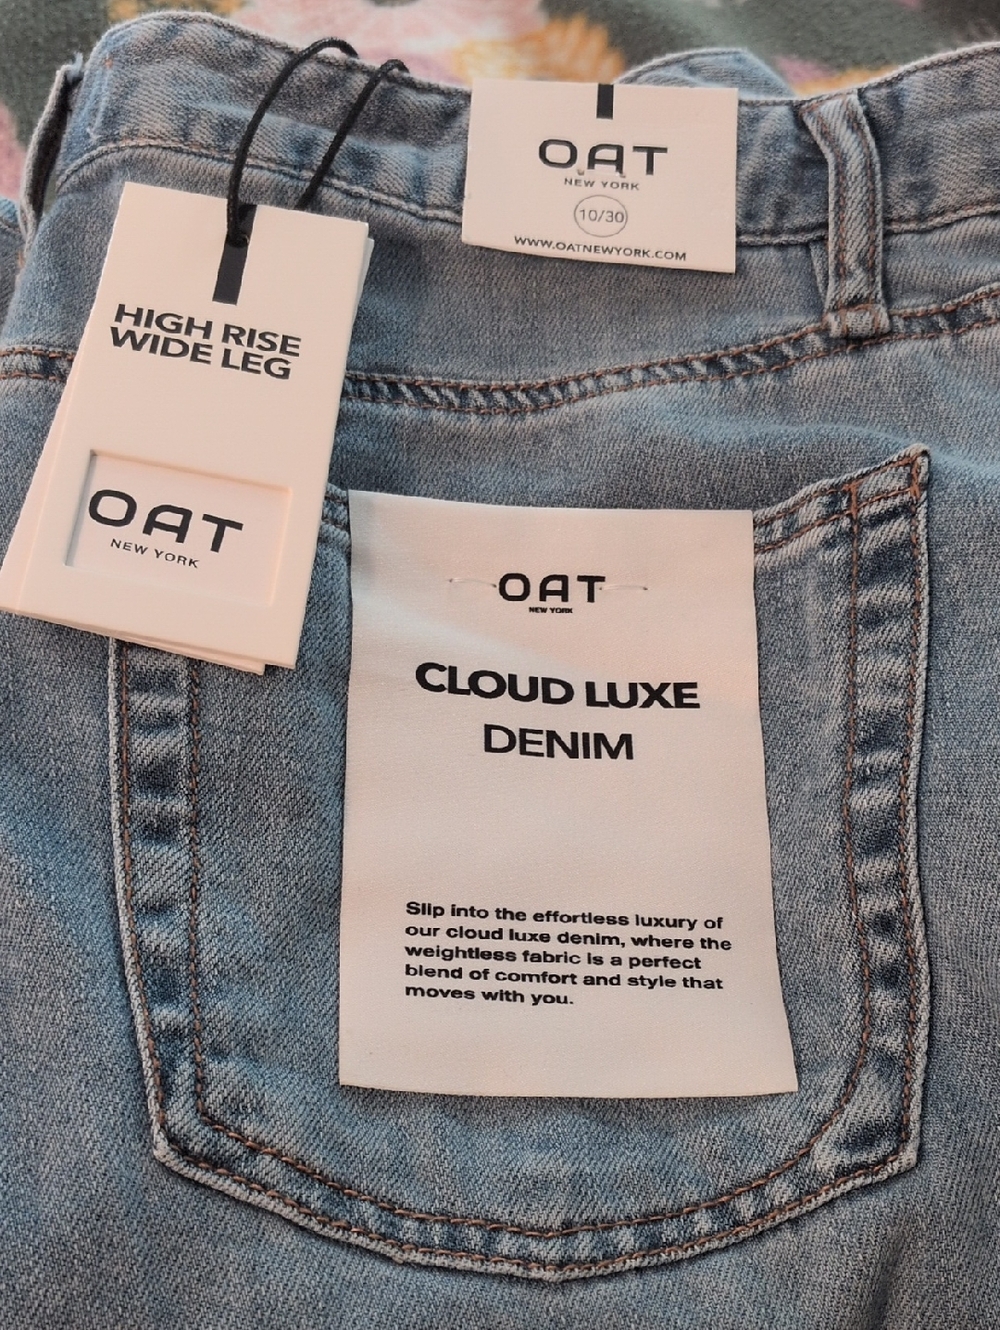 OAT
NEW YORK
10/30
WWW.OATNEWYORK.COM
HIGH RISE
WIDE LEG
OAT
NEW YORK
OAT
NEW YORK
CLOUD LUXE
DENIM
Slip into the effortless luxury of
our cloud luxe denim, where the
weightless fabric is a perfect
blend of comfort and style that
moves with you.